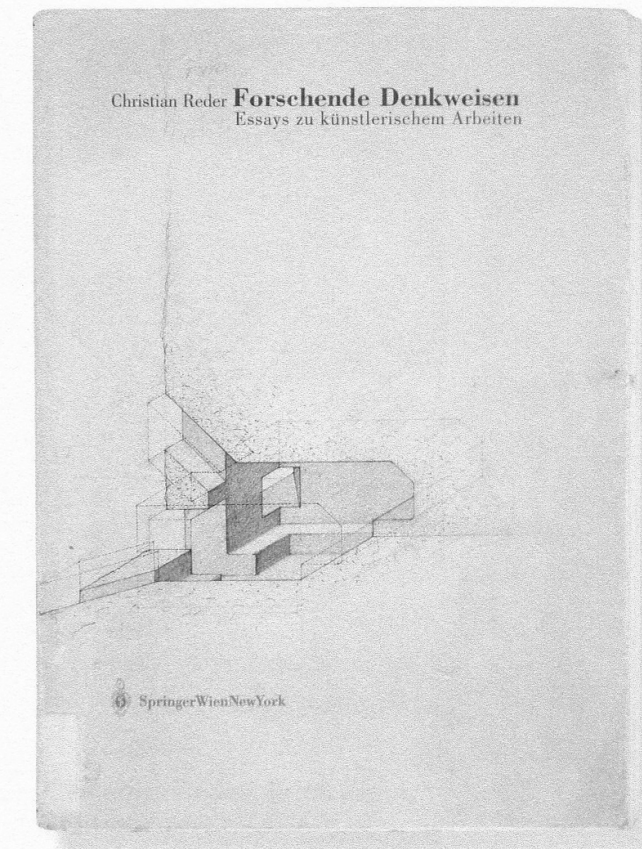 Christian Reder Forschende Denkweisen
Essays zu künstlerischem Arbeiten
SpringerWienNewYork